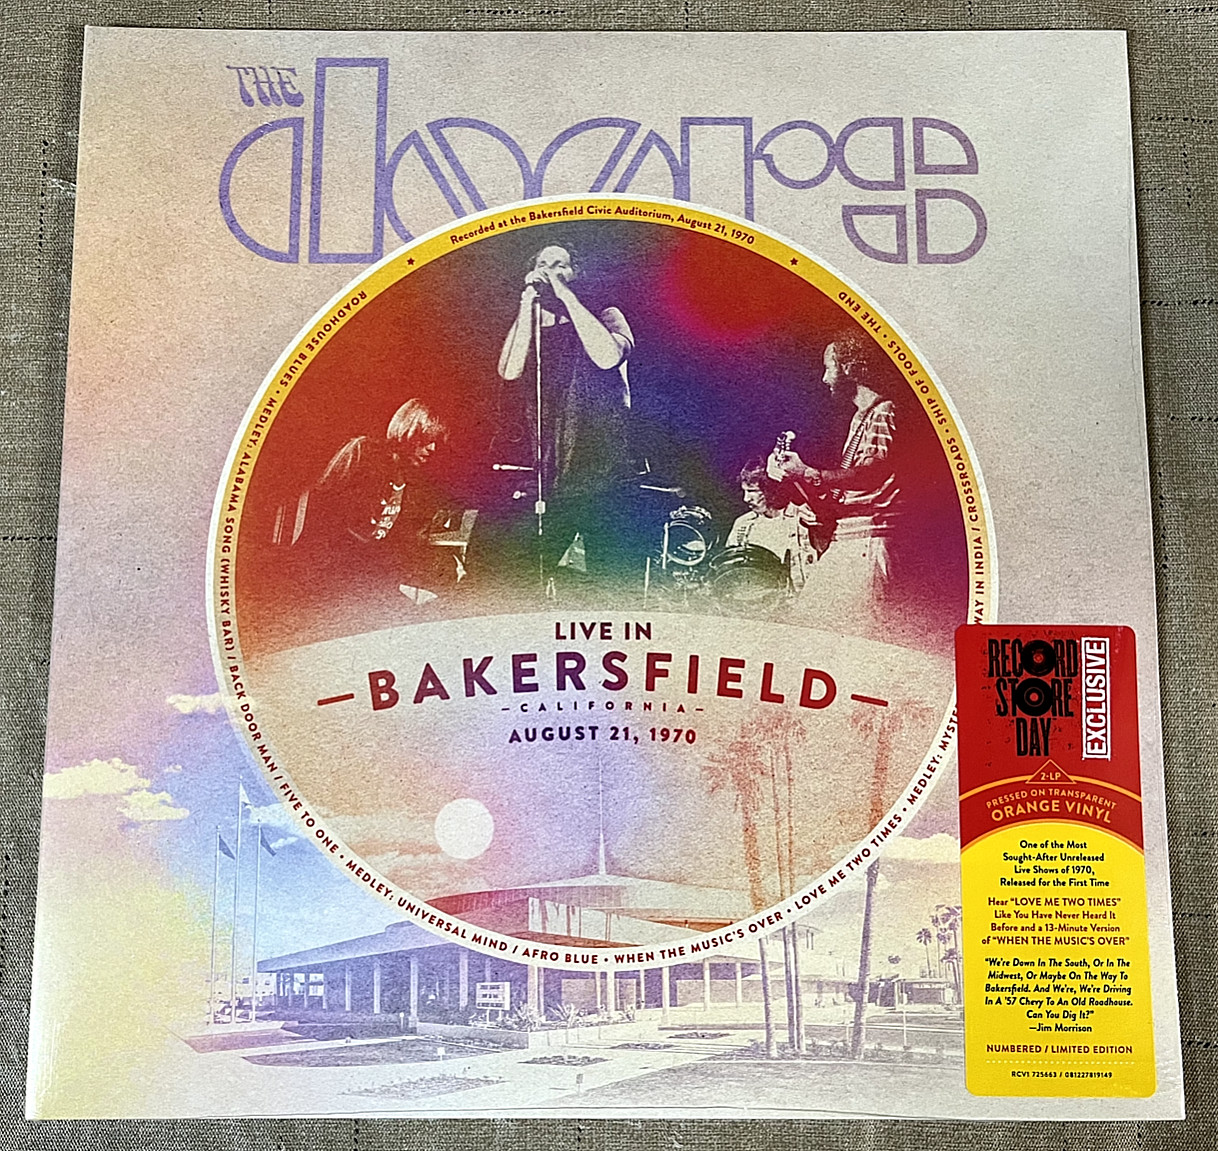 THE
doors
Recorded at the Bakersfield Civic Auditorium, August 21, 1970
ROADHOUSE BLUES • MEDLEY: ALABAMA SONG (WHISKY BAR) / BACK DOOR MAN / FIVE TO ONE • MEDLEY: UNIVERSAL MIND / AFRO BLUE • WHEN THE MUSIC'S OVER • LOVE ME TWO TIMES • MEDLEY: MYSTE
WAY IN INDIA / CROSSROADS • SHIP OF FOOLS • THE END
LIVE IN
—BAKERSFIELD—
–CALIFORNIA–
AUGUST 21, 1970
RECORD
STORE
DAY
EXCLUSIVE
2-LP
PRESSED ON TRANSPARENT
ORANGE VINYL
One of the Most
Sought-After Unreleased
Live Shows of 1970,
Released for the First Time
Hear "LOVE ME TWO TIMES"
Like You Have Never Heard It
Before and a 13-Minute Version
of "WHEN THE MUSIC'S OVER"
"We're Down In The South, Or In The
Midwest, Or Maybe On The Way To
Bakersfield. And We're, We're Driving
In A '57 Chevy To An Old Roadhouse.
Can You Dig It?"
—Jim Morrison
NUMBERED / LIMITED EDITION
RCV1 725663 / 081227819149